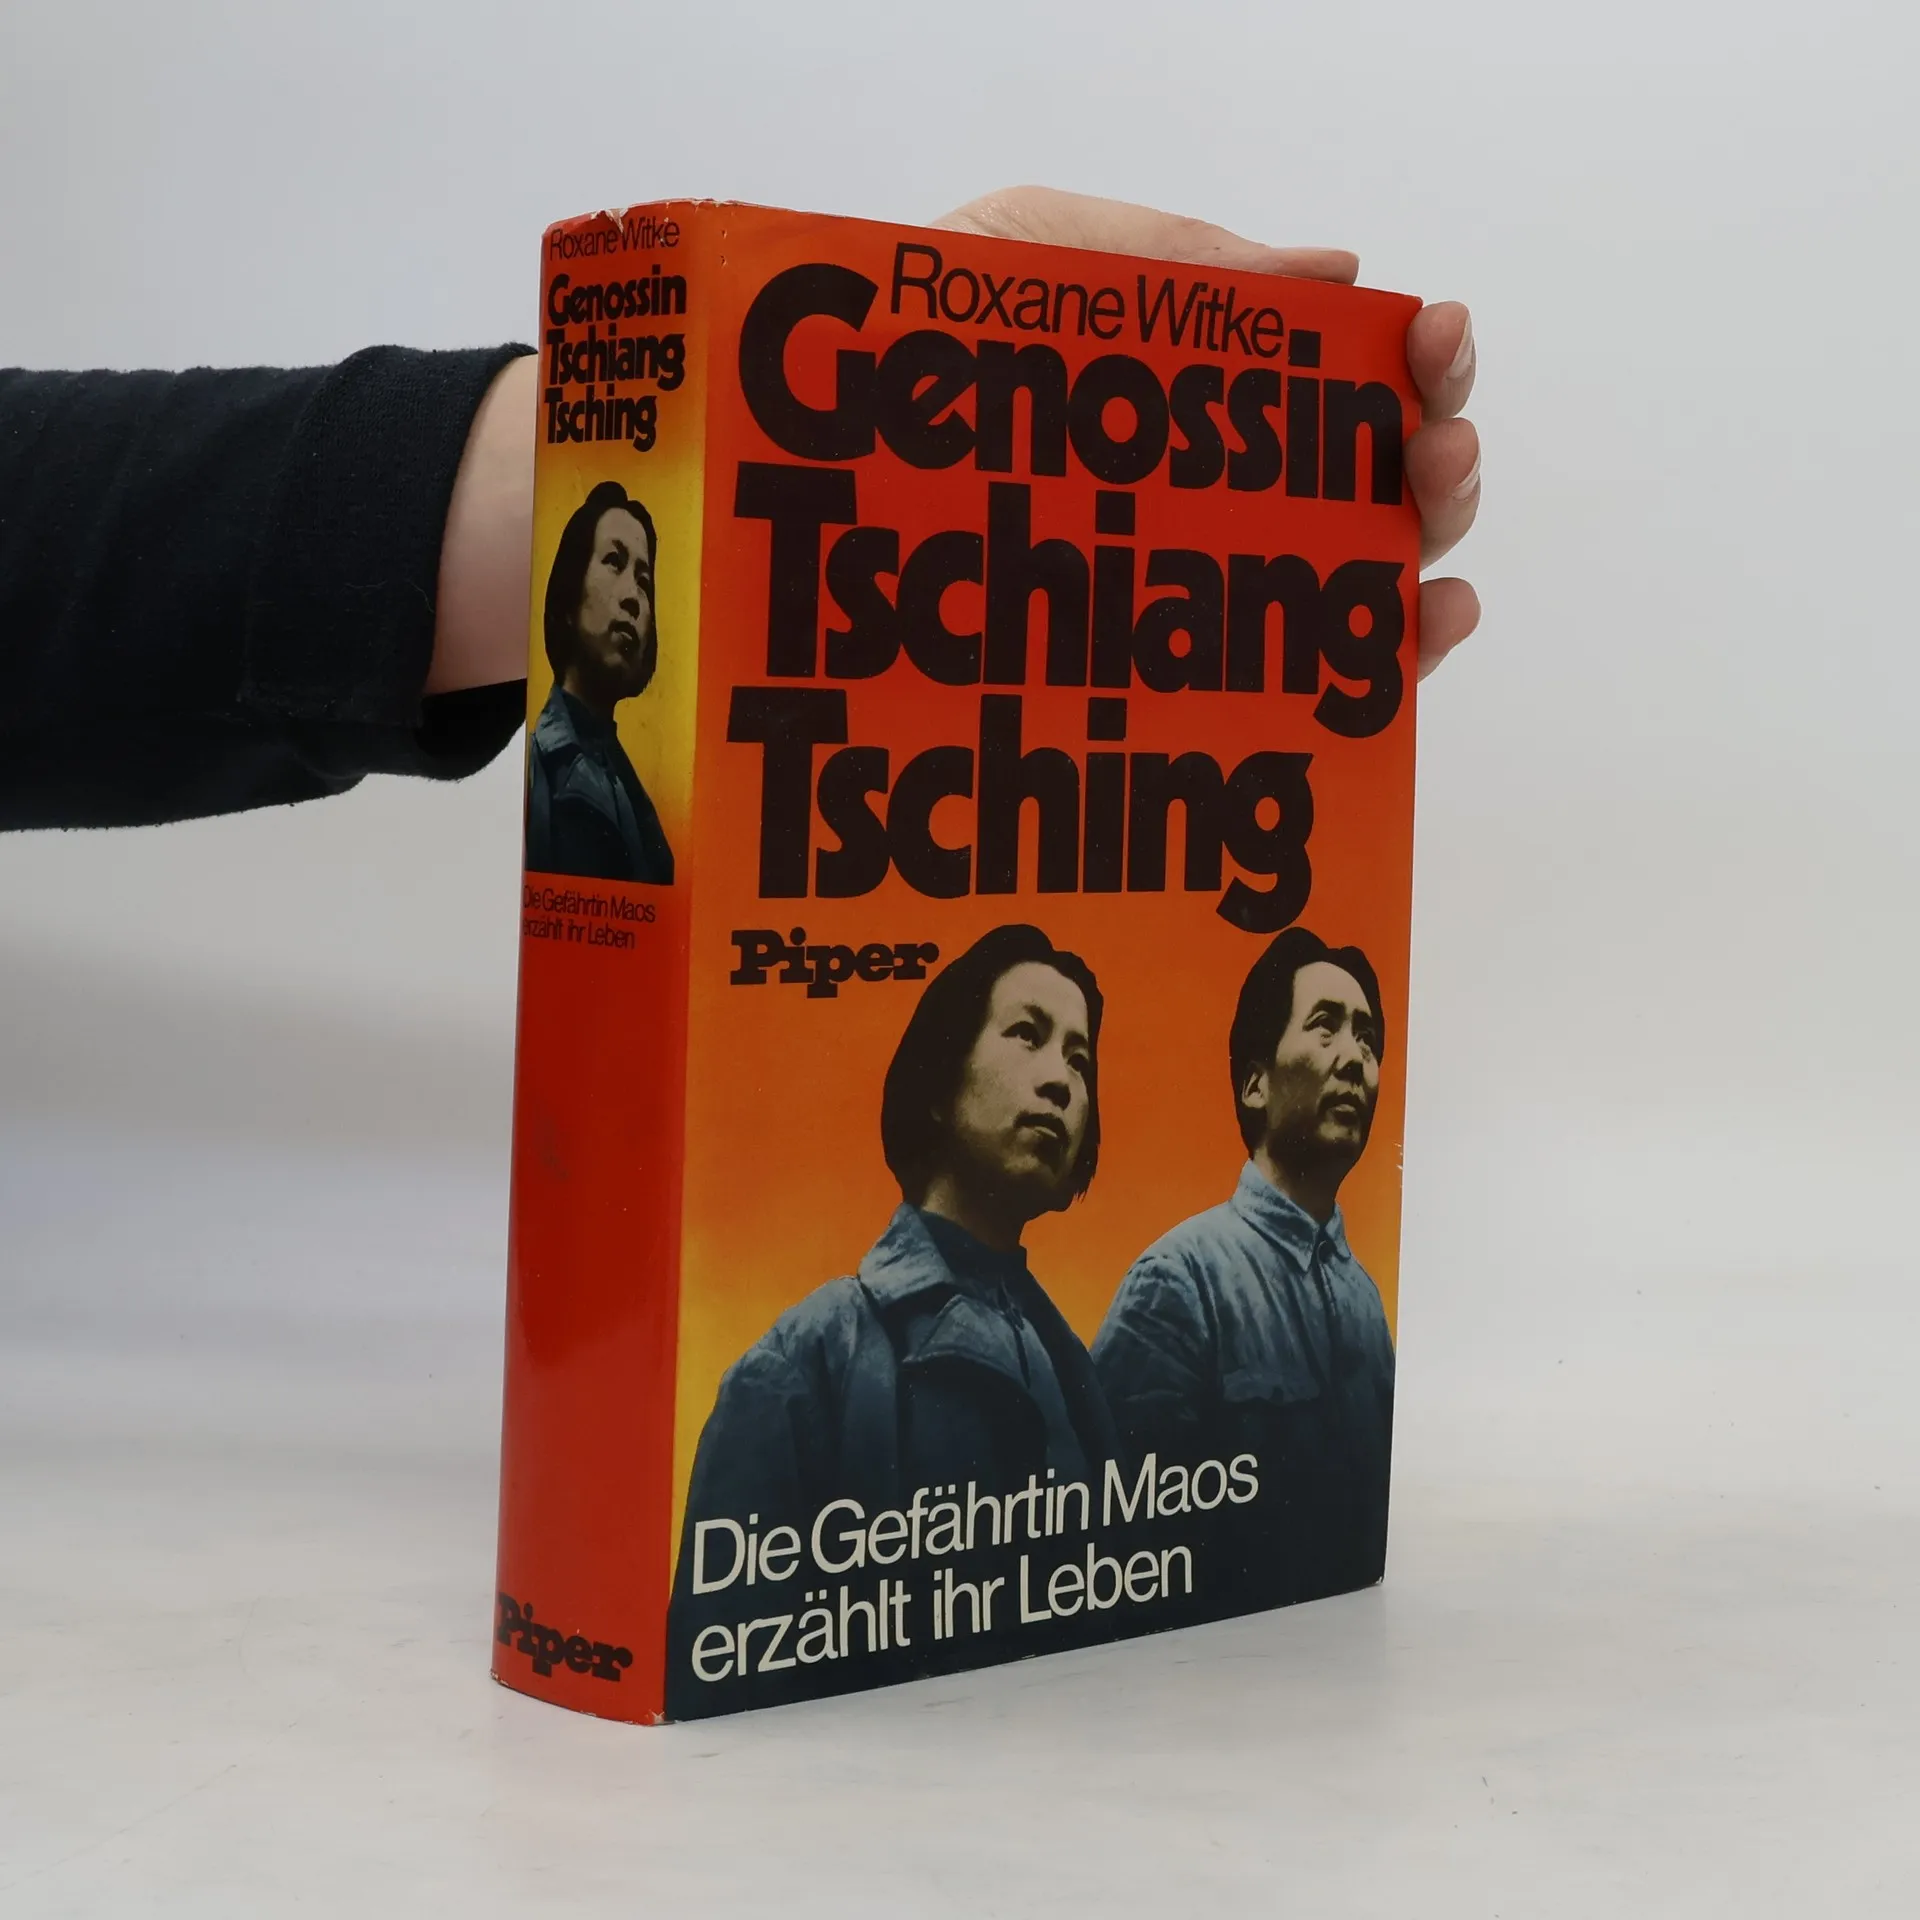 Roxane Witke
Genossin
Tschiang
Tsching
Die Gefährtin Maos
erzählt ihr Leben
Piper
Roxane Witke
Genossin
Tschiang
Tsching
Piper
Die Gefährtin Maos
erzählt ihr Leben